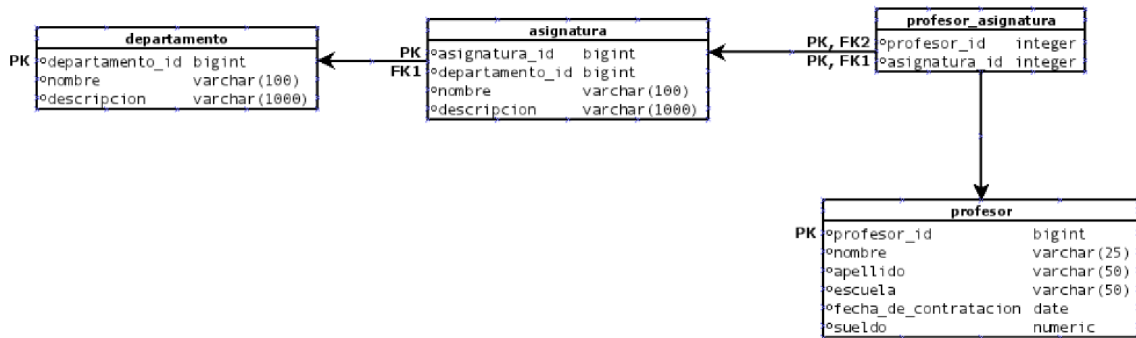 departamento
PK departamento_id bigint
nombre varchar(100)
descripcion varchar(1000)
asignatura
PK asignatura_id bigint
FK1 departamento_id bigint
nombre varchar(100)
descripcion varchar(1000)
profesor_asignatura
PK, FK2 profesor_id integer
PK, FK1 asignatura_id integer
profesor
PK profesor_id bigint
nombre varchar(25)
apellido varchar(50)
escuela varchar(50)
fecha_de_contratacion date
sueldo numeric